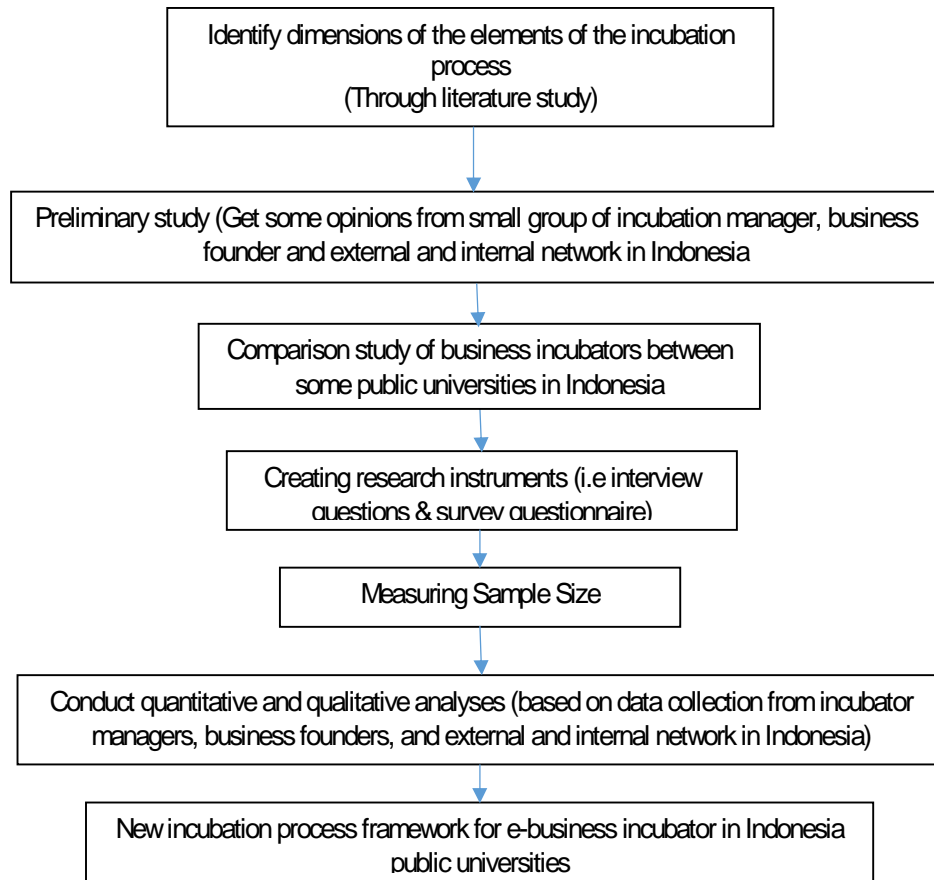 Identify dimensions of the elements of the incubation
process
(Through literature study)
Preliminary study (Get some opinions from small group of incubation manager, business
founder and external and internal network in Indonesia
Comparison study of business incubators between
some public universities in Indonesia
Creating research instruments (i.e interview
questions & survey questionnaire)
Measuring Sample Size
Conduct quantitative and qualitative analyses (based on data collection from incubator
managers, business founders, and external and internal network in Indonesia)
New incubation process framework for e-business incubator in Indonesia
public universities